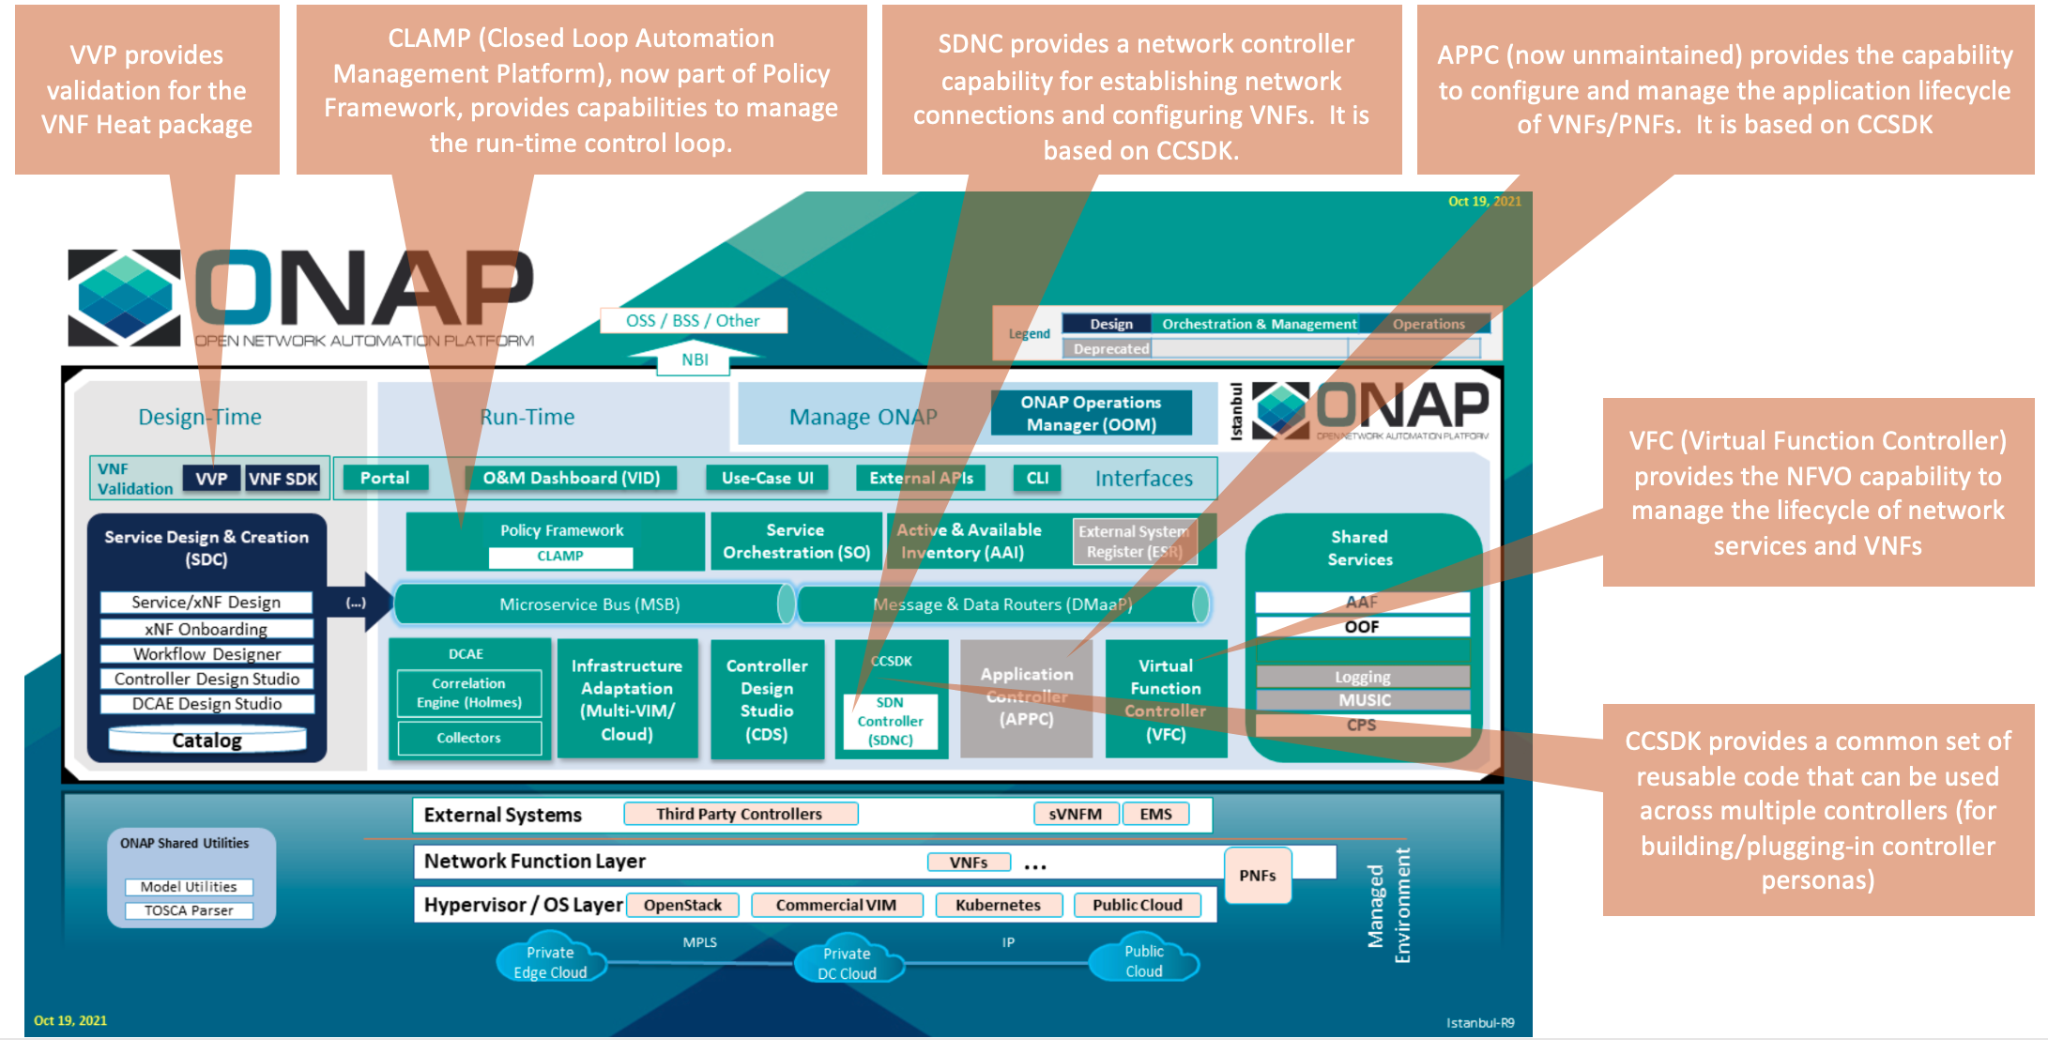 VVP provides
validation for the
VNF Heat package
CLAMP (Closed Loop Automation
Management Platform), now part of Policy
Framework, provides capabilities to manage
the run-time control loop.
SDNC provides a network controller
capability for establishing network
connections and configuring VNFs.  It is
based on CCSDK.
APPC (now unmaintained) provides the capability
to configure and manage the application lifecycle
of VNFs/PNFs.  It is based on CCSDK
Oct 19, 2021
ONAP
OPEN NETWORK AUTOMATION PLATFORM
OSS / BSS / Other
NBI
Legend
Design
Orchestration & Management
Operations
Deprecated
Design-Time
Run-Time
Manage ONAP
ONAP Operations
Manager (OOM)
Istanbul
ONAP
OPEN NETWORK AUTOMATION PLATFORM
VNF
Validation
VVP
VNF SDK
Portal
O&M Dashboard (VID)
Use-Case UI
External APIs
CLI
Interfaces
Service Design & Creation
(SDC)
Service/xNF Design
xNF Onboarding
Workflow Designer
Controller Design Studio
DCAE Design Studio
Catalog
(...)
Policy Framework
CLAMP
Service
Orchestration (SO)
Active & Available
Inventory (AAI)
External System
Register (ESR)
Microservice Bus (MSB)
Message & Data Routers (DMaaP)
DCAE
Correlation
Engine (Holmes)
Collectors
Infrastructure
Adaptation
(Multi-VIM/
Cloud)
Controller
Design
Studio
(CDS)
CCSDK
SDN
Controller
(SDNC)
Application
Controller
(APPC)
Virtual
Function
Controller
(VFC)
Shared
Services
AAF
OOF
Logging
MUSIC
CPS
VFC (Virtual Function Controller)
provides the NFVO capability to
manage the lifecycle of network
services and VNFs
CCSDK provides a common set of
reusable code that can be used
across multiple controllers (for
building/plugging-in controller
personas)
ONAP Shared Utilities
Model Utilities
TOSCA Parser
External Systems
Third Party Controllers
sVNFM
EMS
Network Function Layer
VNFs
...
PNFs
Hypervisor / OS Layer
OpenStack
Commercial VIM
Kubernetes
Public Cloud
Managed
Environment
Private
Edge Cloud
MPLS
Private
DC Cloud
IP
Public
Cloud
Oct 19, 2021
Istanbul-R9